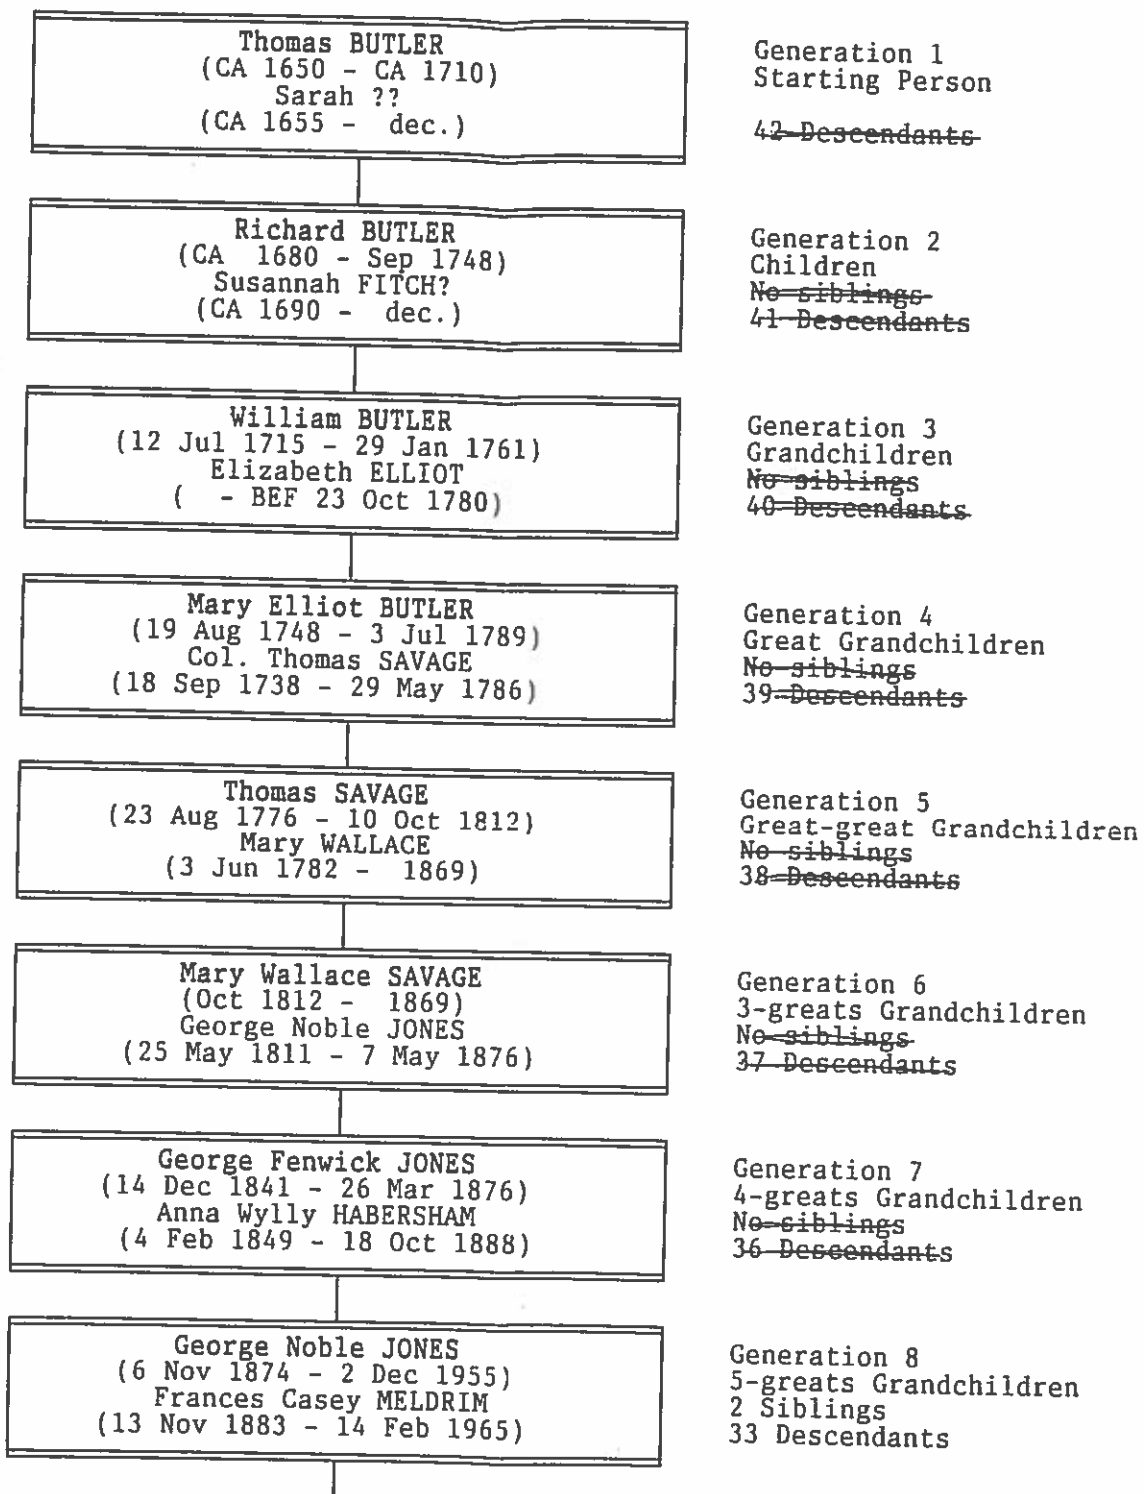 Thomas BUTLER
(CA 1650 - CA 1710)
Sarah ??
(CA 1655 -  dec.)
Generation 1
Starting Person
42 Descendants
Richard BUTLER
(CA  1680 - Sep 1748)
Susannah FITCH?
(CA 1690 -  dec.)
Generation 2
Children
No siblings
41 Descendants
William BUTLER
(12 Jul 1715 - 29 Jan 1761)
Elizabeth ELLIOT
(  - BEF 23 Oct 1780)
Generation 3
Grandchildren
No siblings
40 Descendants
Mary Elliot BUTLER
(19 Aug 1748 - 3 Jul 1789)
Col. Thomas SAVAGE
(18 Sep 1738 - 29 May 1786)
Generation 4
Great Grandchildren
No siblings
39 Descendants
Thomas SAVAGE
(23 Aug 1776 - 10 Oct 1812)
Mary WALLACE
(3 Jun 1782 -  1869)
Generation 5
Great-great Grandchildren
No siblings
38 Descendants
Mary Wallace SAVAGE
(Oct 1812 -  1869)
George Noble JONES
(25 May 1811 - 7 May 1876)
Generation 6
3-greats Grandchildren
No siblings
37 Descendants
George Fenwick JONES
(14 Dec 1841 - 26 Mar 1876)
Anna Wylly HABERSHAM
(4 Feb 1849 - 18 Oct 1888)
Generation 7
4-greats Grandchildren
No siblings
36 Descendants
George Noble JONES
(6 Nov 1874 - 2 Dec 1955)
Frances Casey MELDRIM
(13 Nov 1883 - 14 Feb 1965)
Generation 8
5-greats Grandchildren
2 Siblings
33 Descendants